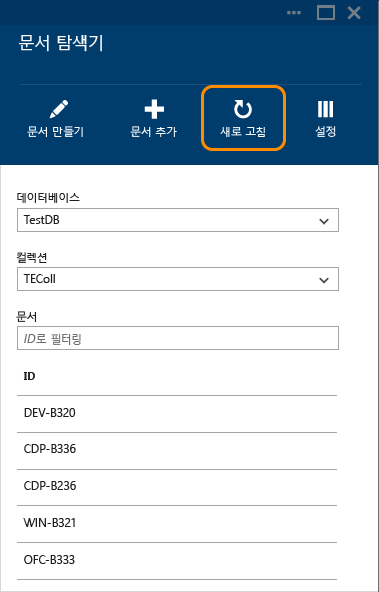 문서 탐색기
문서 만들기 문서 추가 새로 고침 설정
데이터베이스
TestDB
컬렉션
TEColl
문서
ID로 필터링
ID
DEV-B320
CDP-B336
CDP-B236
WIN-B321
OFC-B333